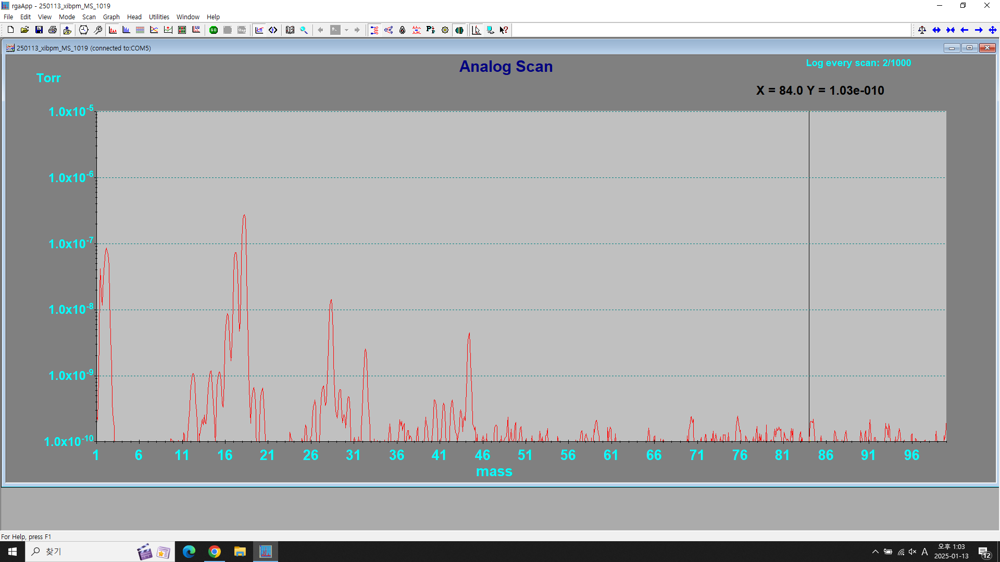 rgaApp - 250113_xibpm_MS_1019
File Edit View Mode Scan Graph Head Utilities Window Help
250113_xibpm_MS_1019 (connected to:COM5)
Analog Scan
Log every scan: 2/1000
Torr
X = 84.0 Y = 1.03e-010
1.0x10-5
1.0x10-6
1.0x10-7
1.0x10-8
1.0x10-9
1.0x10-10
1 6 11 16 21 26 31 36 41 46 51 56 61 66 71 76 81 86 91 96
mass
For Help, press F1
찾기
A
오후 1:03
2025-01-13
12